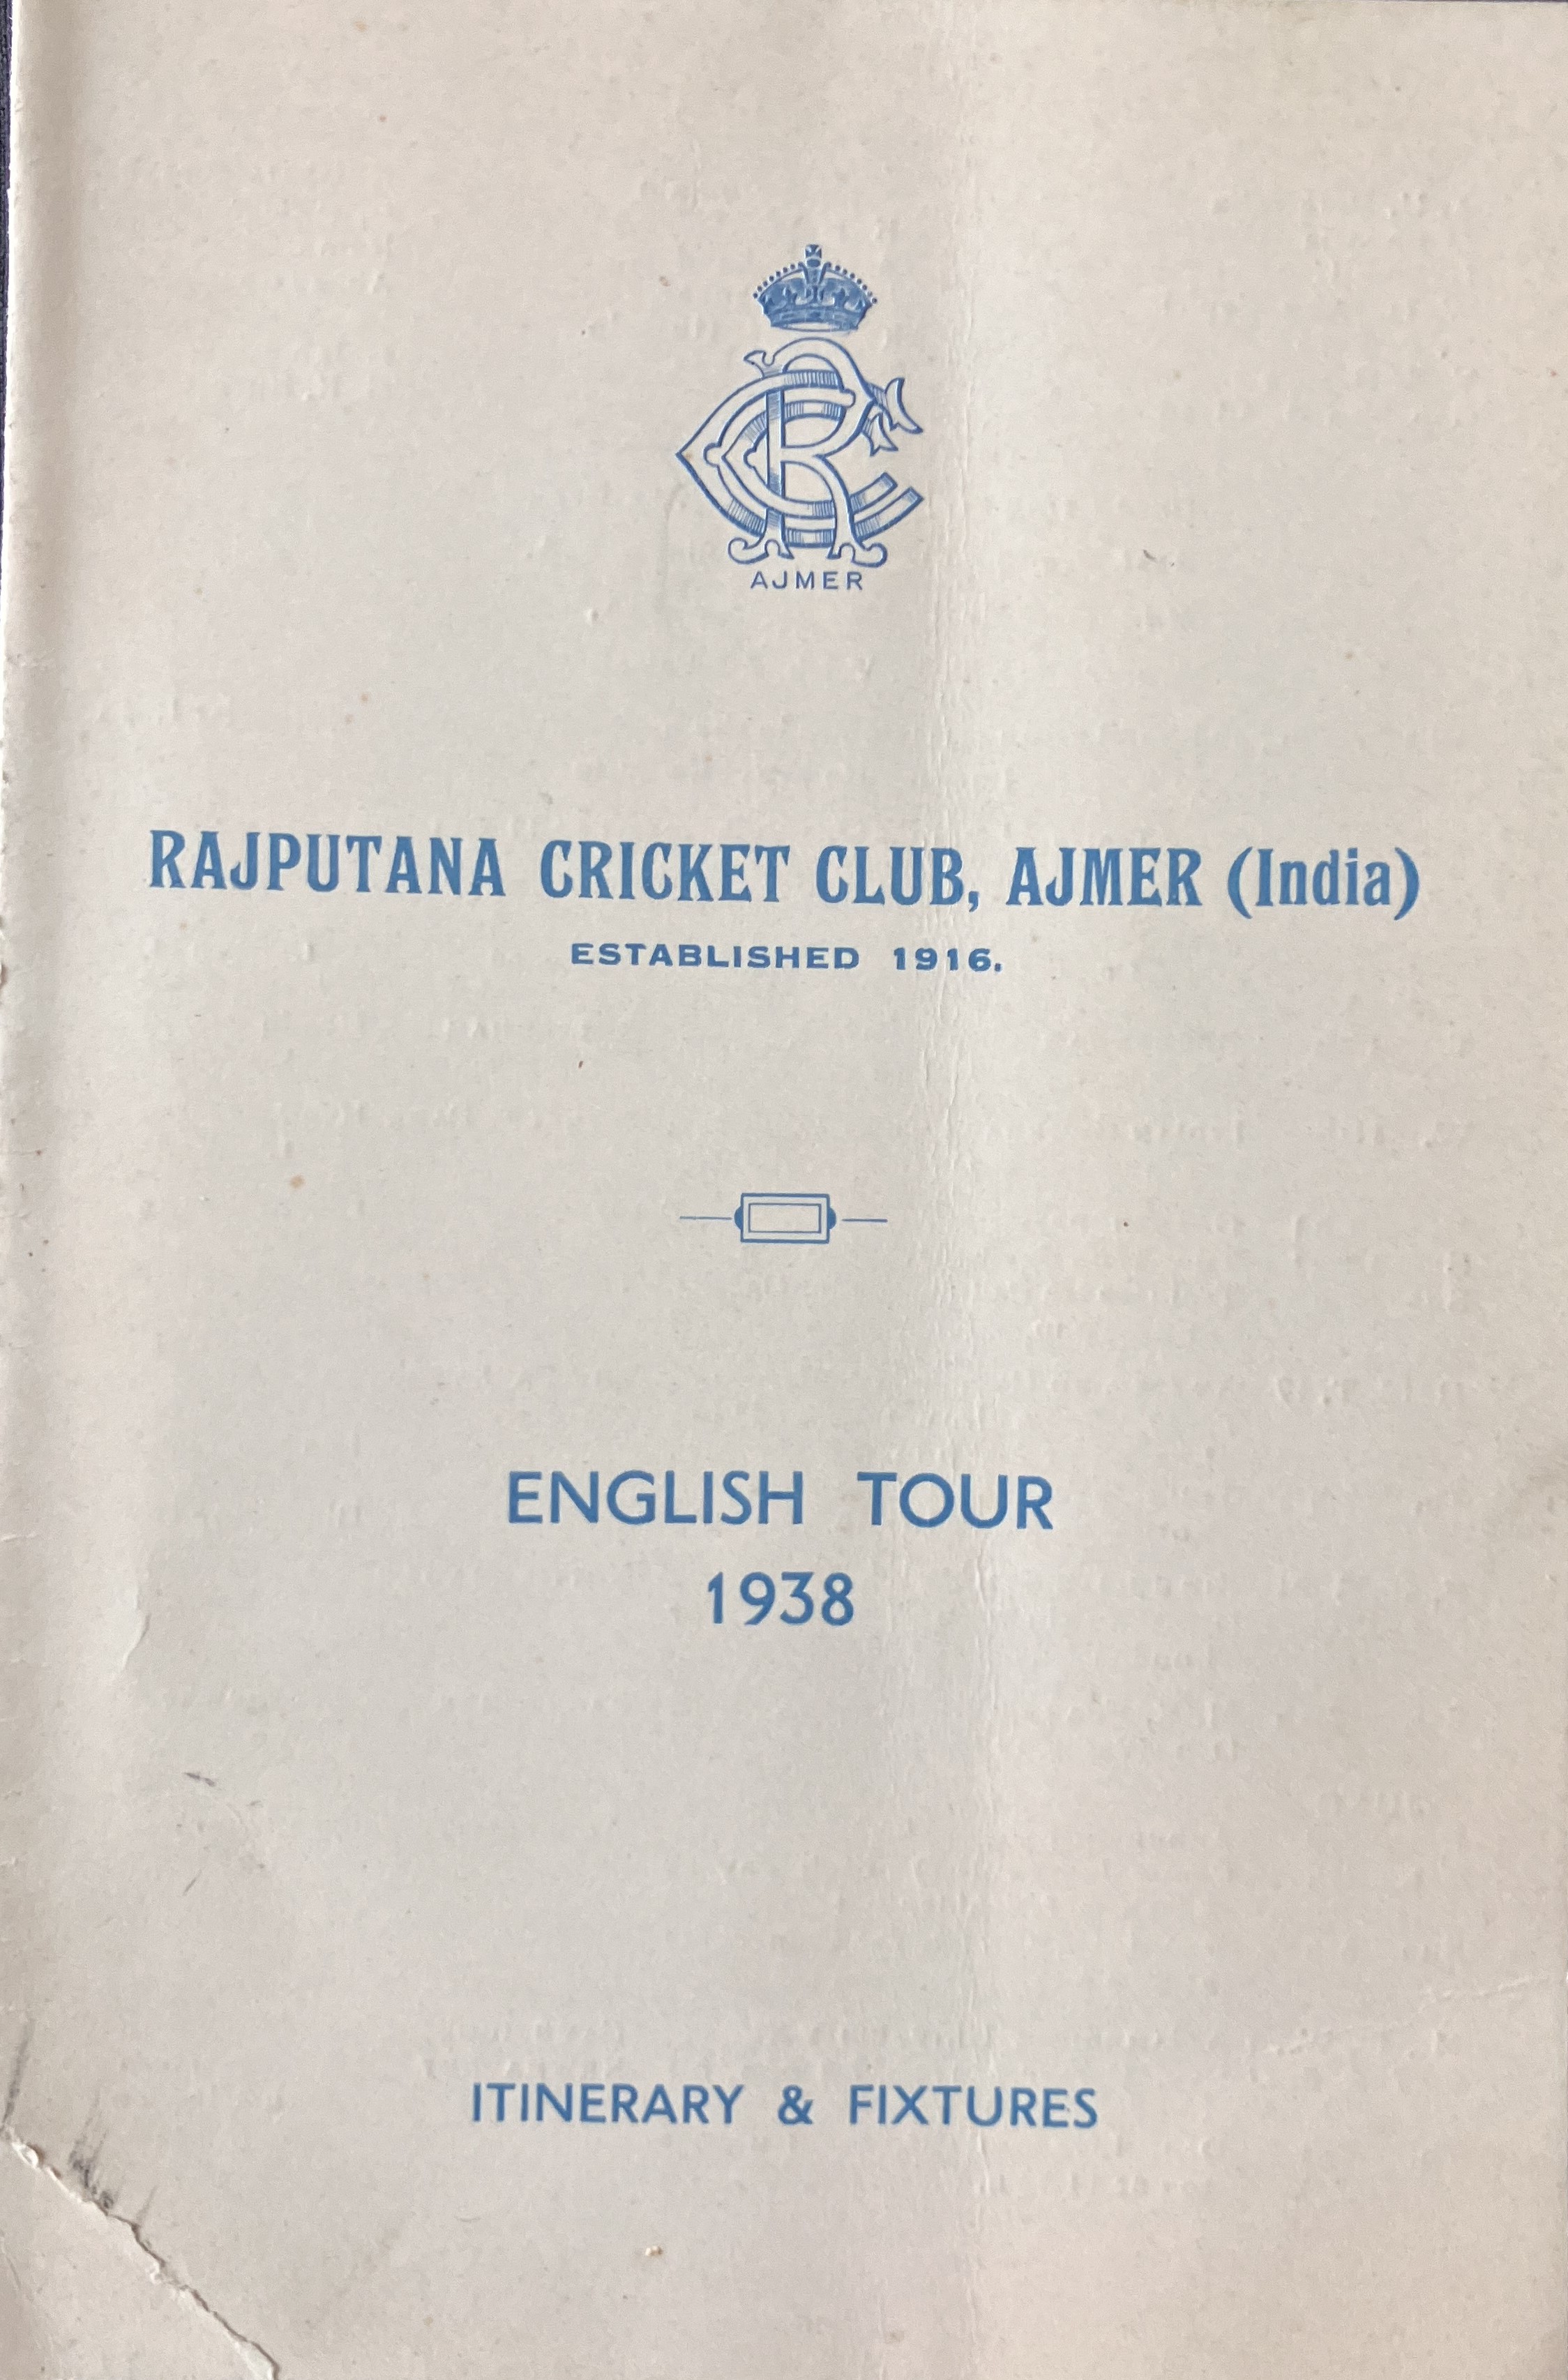 RCC
AJMER
RAJPUTANA CRICKET CLUB, AJMER (India)
ESTABLISHED 1916.
ENGLISH TOUR
1938
ITINERARY & FIXTURES